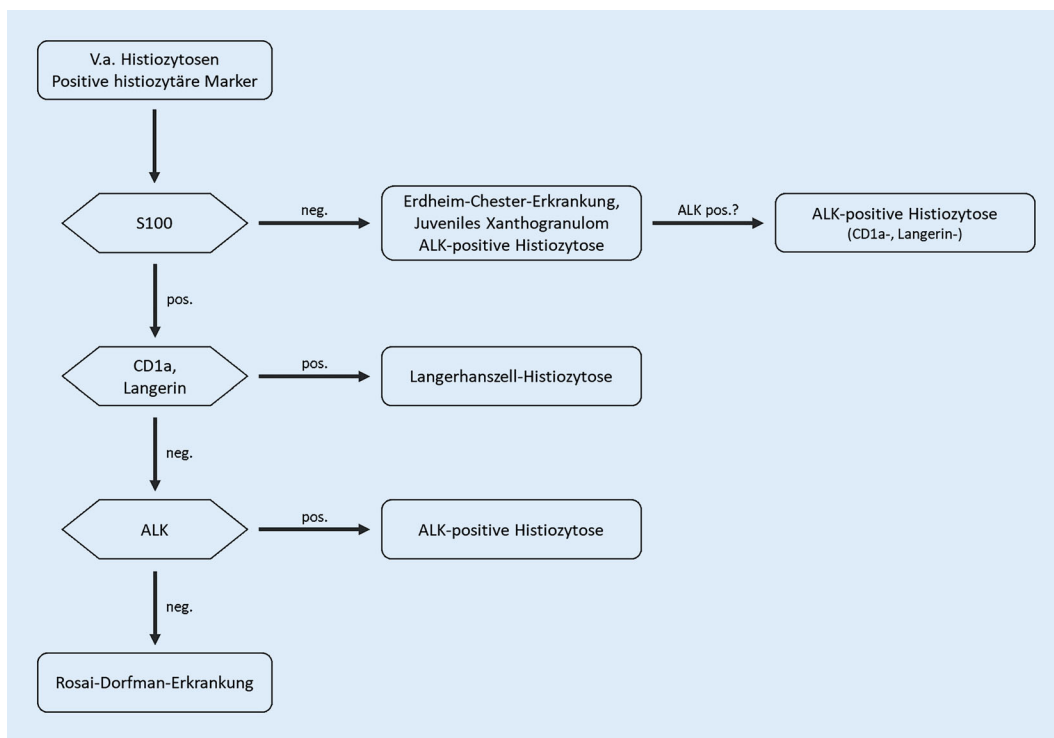 V.a. Histiozytosen
Positive histiozytäre Marker
S100
neg.
Erdheim-Chester-Erkrankung,
Juveniles Xanthogranulom
ALK-positive Histiozytose
ALK pos.?
ALK-positive Histiozytose
(CD1a-, Langerin-)
pos.
CD1a,
Langerin
pos.
Langerhanszell-Histiozytose
neg.
ALK
pos.
ALK-positive Histiozytose
neg.
Rosai-Dorfman-Erkrankung